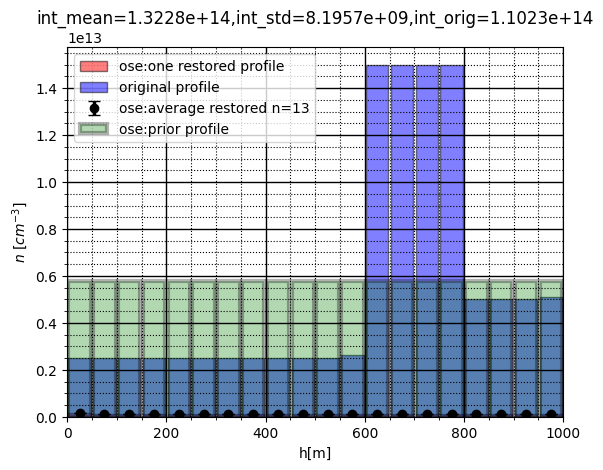 int_mean=1.3228e+14,int_std=8.1957e+09,int_orig=1.1023e+14
1e13
ose:one restored profile
original profile
ose:average restored n=13
ose:prior profile
1.4
1.2
1.0
0.8
0.6
0.4
0.2
0.0
n [cm⁻³]
0 200 400 600 800 1000
h[m]